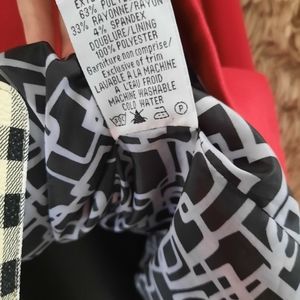 63% POLY
33% RAYONNE/RAYON
4% SPANDEX
DOUBLURE/LINING
100% POLYESTER
Garniture non comprise/
Exclusive of trim
LAVABLE A LA MACHINE
A L'EAU FROID
MACHINE WASHABLE
COLD WATER
P